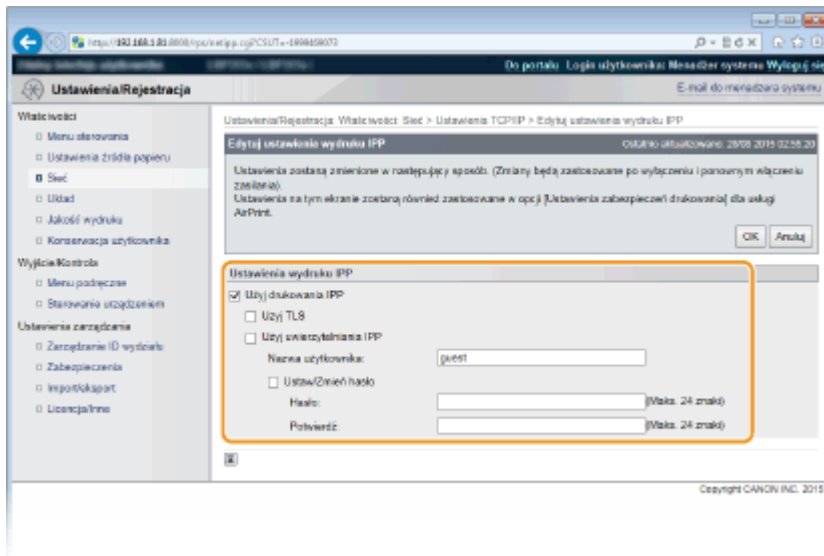 Do portalu Login użytkownika: Menedżer systemu Wyloguj się
Ustawienia/Rejestracja
E-mail do menedżera systemu
Właściwości
Menu sterowania
Ustawienia źródła papieru
Sieć
Układ
Jakość wydruku
Konserwacja użytkownika
Wyjście/Kontrola
Menu podręczne
Sterowanie urządzeniem
Ustawienia zarządzania
Zarządzanie ID wydziału
Zabezpieczenia
Import/eksport
Licencja/Inne
Ustawienia/Rejestracja: Właściwości: Sieć > Ustawienia TCP/IP > Edytuj ustawienia wydruku IPP
Edytuj ustawienia wydruku IPP
Ostatnio aktualizowano: 28/08 2015 02:55:20
Ustawienia zostaną zmienione w następujący sposób. (Zmiany będą zastosowane po wyłączeniu i ponownym włączeniu
zasilania).
Ustawienia na tym ekranie zostaną również zastosowane w opcji [Ustawienia zabezpieczeń drukowania] dla usługi
AirPrint.
OK Anuluj
Ustawienia wydruku IPP
Użyj drukowania IPP
Użyj TLS
Użyj uwierzytelniania IPP
Nazwa użytkownika: guest
Ustaw/Zmień hasło
Hasło: (Maks. 24 znaki)
Potwierdź: (Maks. 24 znaki)
Copyright CANON INC. 2015